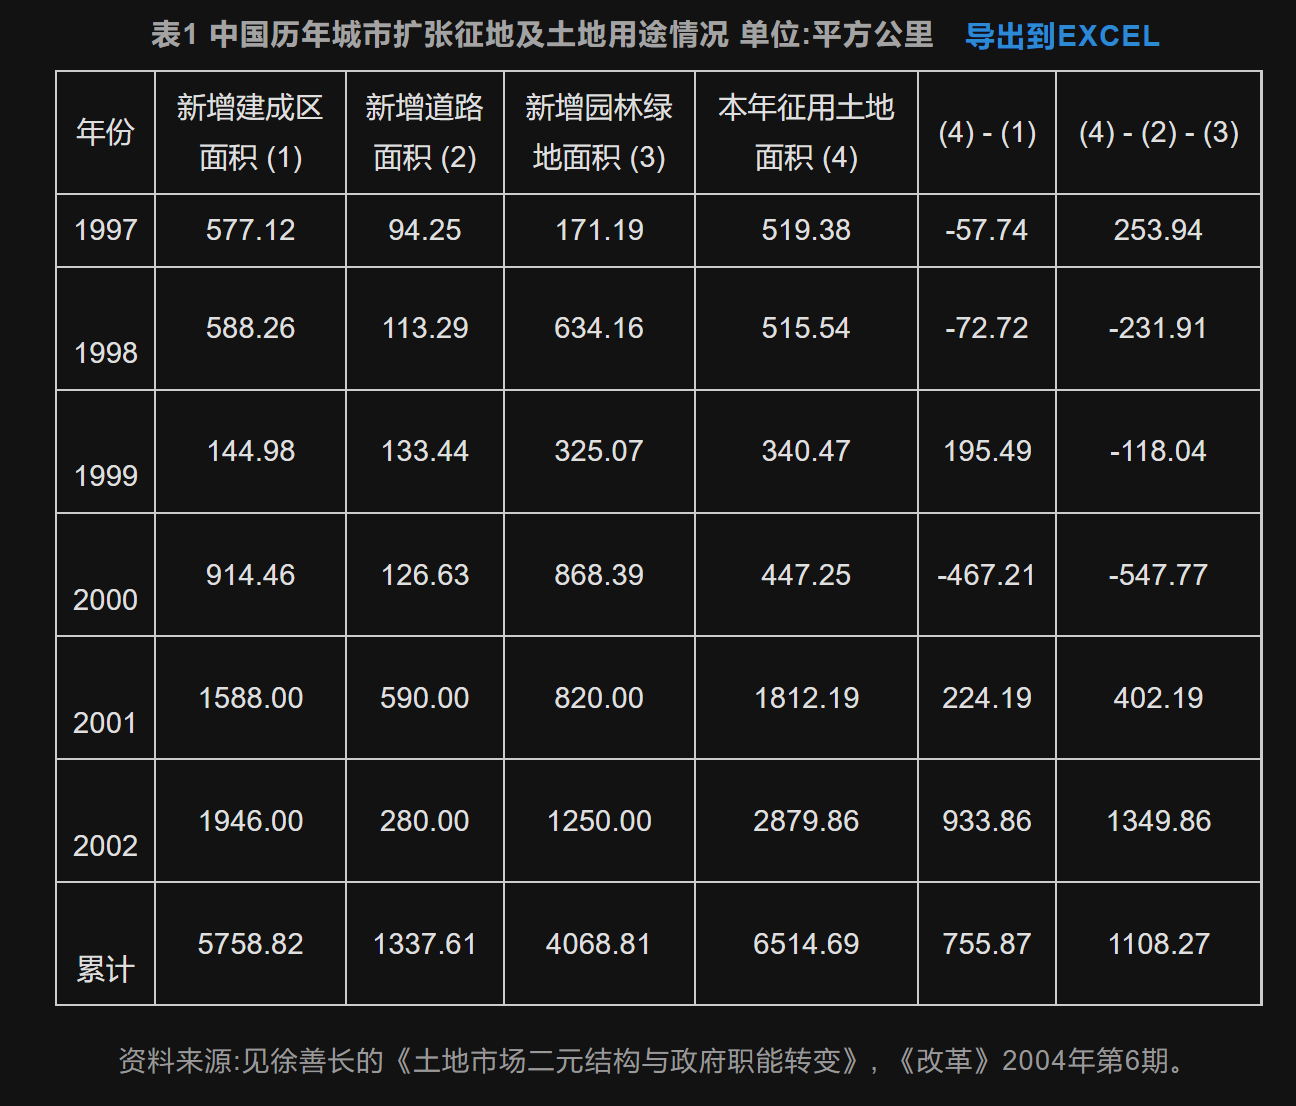 表1 中国历年城市扩张征地及土地用途情况 单位:平方公里 导出到EXCEL
年份 新增建成区面积 (1) 新增道路面积 (2) 新增园林绿地面积 (3) 本年征用土地面积 (4) (4) - (1) (4) - (2) - (3)
1997 577.12 94.25 171.19 519.38 -57.74 253.94
1998 588.26 113.29 634.16 515.54 -72.72 -231.91
1999 144.98 133.44 325.07 340.47 195.49 -118.04
2000 914.46 126.63 868.39 447.25 -467.21 -547.77
2001 1588.00 590.00 820.00 1812.19 224.19 402.19
2002 1946.00 280.00 1250.00 2879.86 933.86 1349.86
累计 5758.82 1337.61 4068.81 6514.69 755.87 1108.27
资料来源:见徐善长的《土地市场二元结构与政府职能转变》, 《改革》2004年第6期。